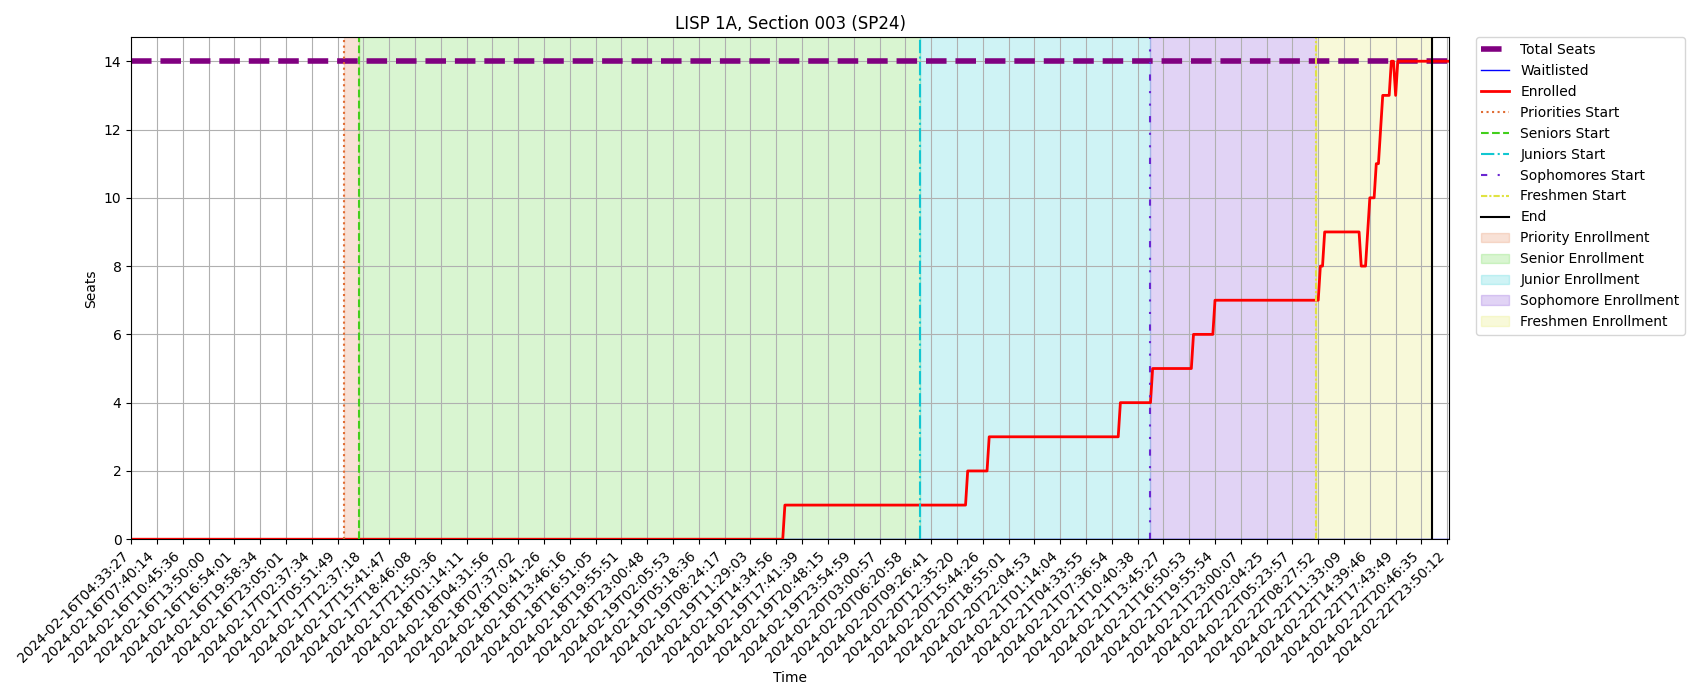 LISP 1A, Section 003 (SP24)
14
12
10
8
6
4
2
0
Seats
2024-02-16T04:33:27
2024-02-16T07:40:14
2024-02-16T10:45:36
2024-02-16T13:50:00
2024-02-16T16:54:01
2024-02-16T19:58:34
2024-02-16T23:05:01
2024-02-17T02:37:34
2024-02-17T05:51:49
2024-02-17T12:37:18
2024-02-17T15:41:47
2024-02-17T18:46:08
2024-02-17T21:50:36
2024-02-18T01:14:11
2024-02-18T04:31:56
2024-02-18T07:37:02
2024-02-18T10:41:26
2024-02-18T13:46:16
2024-02-18T16:51:05
2024-02-18T19:55:51
2024-02-18T23:00:48
2024-02-19T02:05:53
2024-02-19T05:18:36
2024-02-19T08:24:17
2024-02-19T11:29:03
2024-02-19T14:34:56
2024-02-19T17:41:39
2024-02-19T20:48:15
2024-02-19T23:54:59
2024-02-20T03:00:57
2024-02-20T06:20:58
2024-02-20T09:26:41
2024-02-20T12:35:20
2024-02-20T15:44:26
2024-02-20T18:55:01
2024-02-20T22:04:53
2024-02-21T01:14:04
2024-02-21T04:33:55
2024-02-21T07:36:54
2024-02-21T10:40:38
2024-02-21T13:45:27
2024-02-21T16:50:53
2024-02-21T19:55:54
2024-02-21T23:00:07
2024-02-22T02:04:25
2024-02-22T05:23:57
2024-02-22T08:27:52
2024-02-22T11:33:09
2024-02-22T14:39:46
2024-02-22T17:43:49
2024-02-22T20:46:35
2024-02-22T23:50:12
Time
Total Seats
Waitlisted
Enrolled
Priorities Start
Seniors Start
Juniors Start
Sophomores Start
Freshmen Start
End
Priority Enrollment
Senior Enrollment
Junior Enrollment
Sophomore Enrollment
Freshmen Enrollment